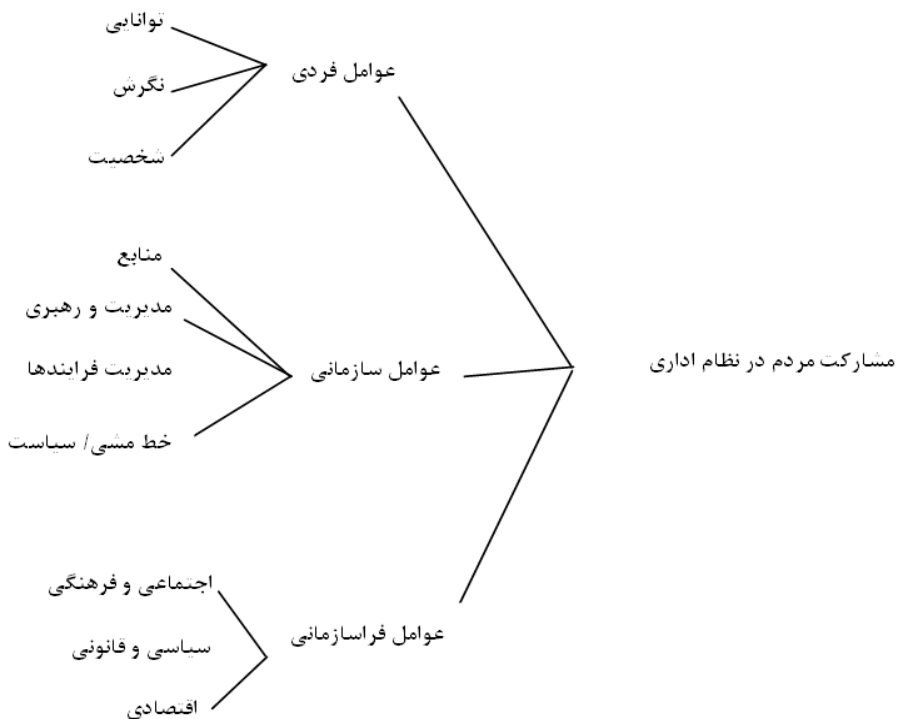 مشارکت مردم در نظام اداری
عوامل فردی
توانایی
نگرش
شخصیت
عوامل سازمانی
منابع
مدیریت و رهبری
مدیریت فرایندها
خط مشی/ سیاست
عوامل فراسازمانی
اجتماعی و فرهنگی
سیاسی و قانونی
اقتصادی